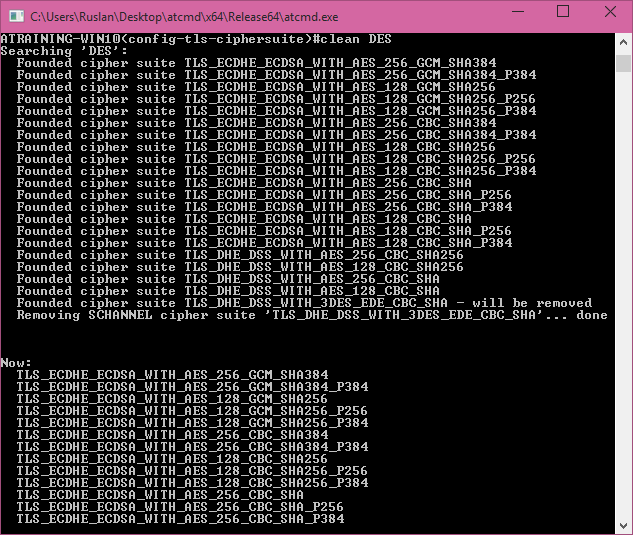 C:\Users\Ruslan\Desktop\atcmd\x64\Release64\atcmd.exe
ATRAINING-WIN10(config-tls-ciphersuite)#clean DES
Searching 'DES':
Founded cipher suite TLS_ECDHE_ECDSA_WITH_AES_256_GCM_SHA384
Founded cipher suite TLS_ECDHE_ECDSA_WITH_AES_256_GCM_SHA384_P384
Founded cipher suite TLS_ECDHE_ECDSA_WITH_AES_128_GCM_SHA256
Founded cipher suite TLS_ECDHE_ECDSA_WITH_AES_128_GCM_SHA256_P256
Founded cipher suite TLS_ECDHE_ECDSA_WITH_AES_128_GCM_SHA256_P384
Founded cipher suite TLS_ECDHE_ECDSA_WITH_AES_256_CBC_SHA384
Founded cipher suite TLS_ECDHE_ECDSA_WITH_AES_256_CBC_SHA384_P384
Founded cipher suite TLS_ECDHE_ECDSA_WITH_AES_128_CBC_SHA256
Founded cipher suite TLS_ECDHE_ECDSA_WITH_AES_128_CBC_SHA256_P256
Founded cipher suite TLS_ECDHE_ECDSA_WITH_AES_128_CBC_SHA256_P384
Founded cipher suite TLS_ECDHE_ECDSA_WITH_AES_256_CBC_SHA
Founded cipher suite TLS_ECDHE_ECDSA_WITH_AES_256_CBC_SHA_P256
Founded cipher suite TLS_ECDHE_ECDSA_WITH_AES_256_CBC_SHA_P384
Founded cipher suite TLS_ECDHE_ECDSA_WITH_AES_128_CBC_SHA
Founded cipher suite TLS_ECDHE_ECDSA_WITH_AES_128_CBC_SHA_P256
Founded cipher suite TLS_ECDHE_ECDSA_WITH_AES_128_CBC_SHA_P384
Founded cipher suite TLS_DHE_DSS_WITH_AES_256_CBC_SHA256
Founded cipher suite TLS_DHE_DSS_WITH_AES_128_CBC_SHA256
Founded cipher suite TLS_DHE_DSS_WITH_AES_256_CBC_SHA
Founded cipher suite TLS_DHE_DSS_WITH_AES_128_CBC_SHA
Founded cipher suite TLS_DHE_DSS_WITH_3DES_EDE_CBC_SHA - will be removed
Removing SCHANNEL cipher suite 'TLS_DHE_DSS_WITH_3DES_EDE_CBC_SHA'... done
Now:
TLS_ECDHE_ECDSA_WITH_AES_256_GCM_SHA384
TLS_ECDHE_ECDSA_WITH_AES_256_GCM_SHA384_P384
TLS_ECDHE_ECDSA_WITH_AES_128_GCM_SHA256
TLS_ECDHE_ECDSA_WITH_AES_128_GCM_SHA256_P256
TLS_ECDHE_ECDSA_WITH_AES_128_GCM_SHA256_P384
TLS_ECDHE_ECDSA_WITH_AES_256_CBC_SHA384
TLS_ECDHE_ECDSA_WITH_AES_256_CBC_SHA384_P384
TLS_ECDHE_ECDSA_WITH_AES_128_CBC_SHA256
TLS_ECDHE_ECDSA_WITH_AES_128_CBC_SHA256_P256
TLS_ECDHE_ECDSA_WITH_AES_128_CBC_SHA256_P384
TLS_ECDHE_ECDSA_WITH_AES_256_CBC_SHA
TLS_ECDHE_ECDSA_WITH_AES_256_CBC_SHA_P256
TLS_ECDHE_ECDSA_WITH_AES_256_CBC_SHA_P384